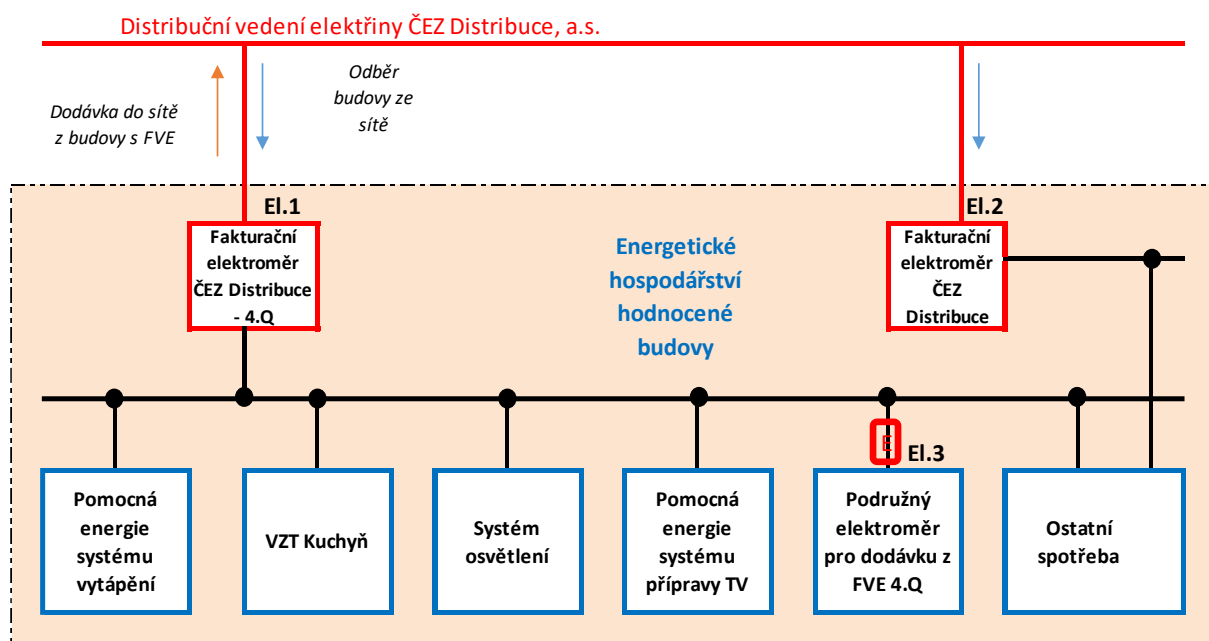 Distribuční vedení elektřiny ČEZ Distribuce, a.s.
Odběr
budovy ze
sítě
Dodávka do sítě
z budovy s FVE
El.1
Fakturační
elektroměr
ČEZ Distribuce
- 4.Q
Energetické
hospodářství
hodnocené
budovy
El.2
Fakturační
elektroměr
ČEZ
Distribuce
E
El.3
Pomocná
energie
systému
vytápění
VZT Kuchyň
Systém
osvětlení
Pomocná
energie
systému
přípravy TV
Podružný
elektroměr
pro dodávku z
FVE 4.Q
Ostatní
spotřeba